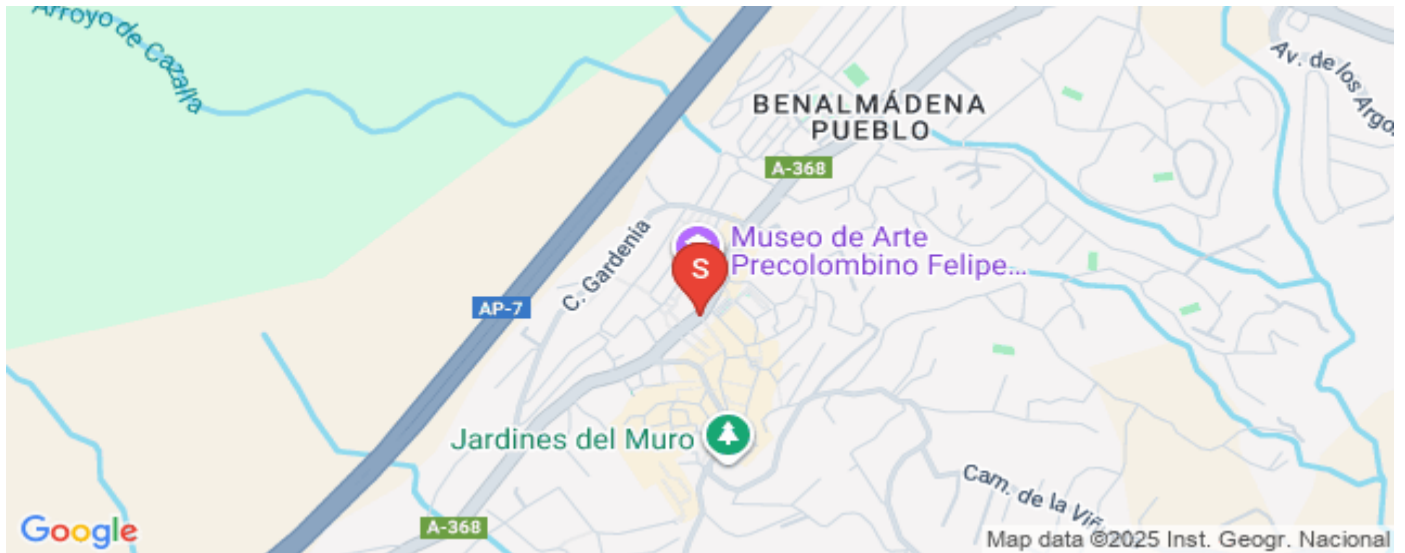 Arroyo de Cazalla
Av. de los Argo
BENALMÁDENA
PUEBLO
A-368
Museo de Arte
Precolombino Felipe...
C. Gardenia
S
AP-7
Jardines del Muro
Cam. de la Viñ
A-368
Google
Map data ©2025 Inst. Geogr. Nacional